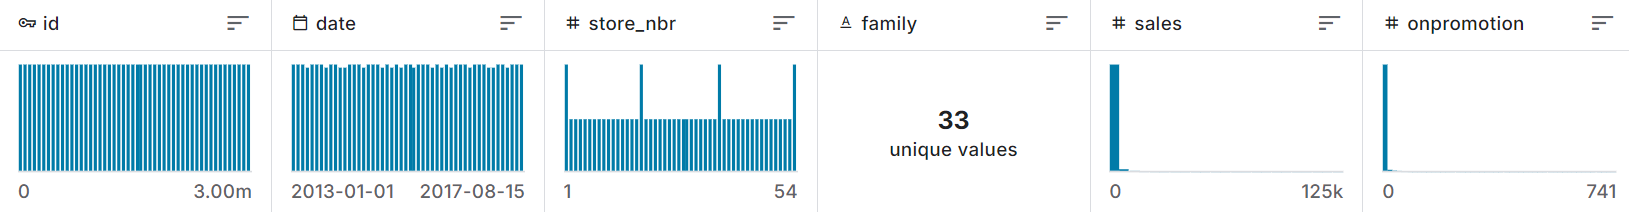 id
date
store_nbr
family
sales
onpromotion
33
unique values
0 3.00m
2013-01-01 2017-08-15
1 54
0 125k
0 741